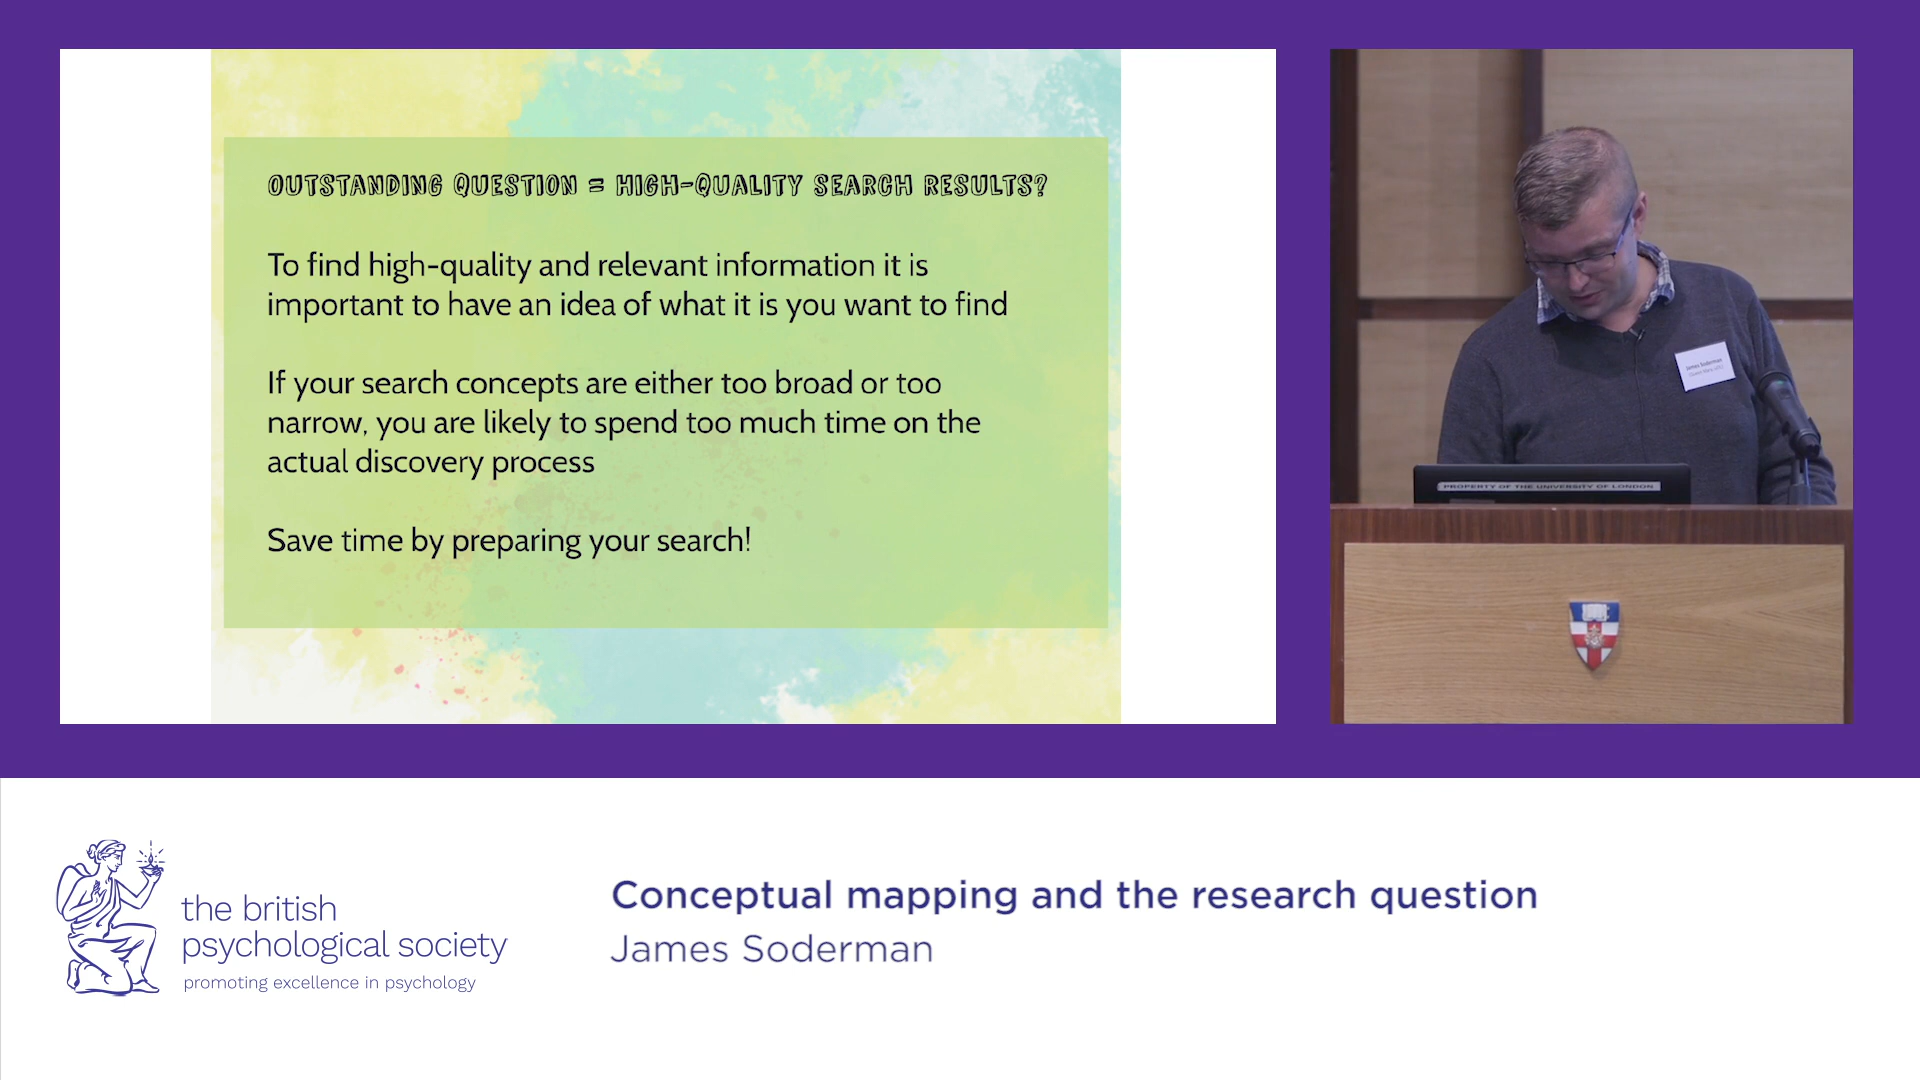 OUTSTANDING QUESTION = HIGH-QUALITY SEARCH RESULTS?
To find high-quality and relevant information it is
important to have an idea of what it is you want to find
If your search concepts are either too broad or too
narrow, you are likely to spend too much time on the
actual discovery process
Save time by preparing your search!
James Soderman
PROPERTY OF THE UNIVERSITY OF LONDON
the british
psychological society
promoting excellence in psychology
Conceptual mapping and the research question
James Soderman